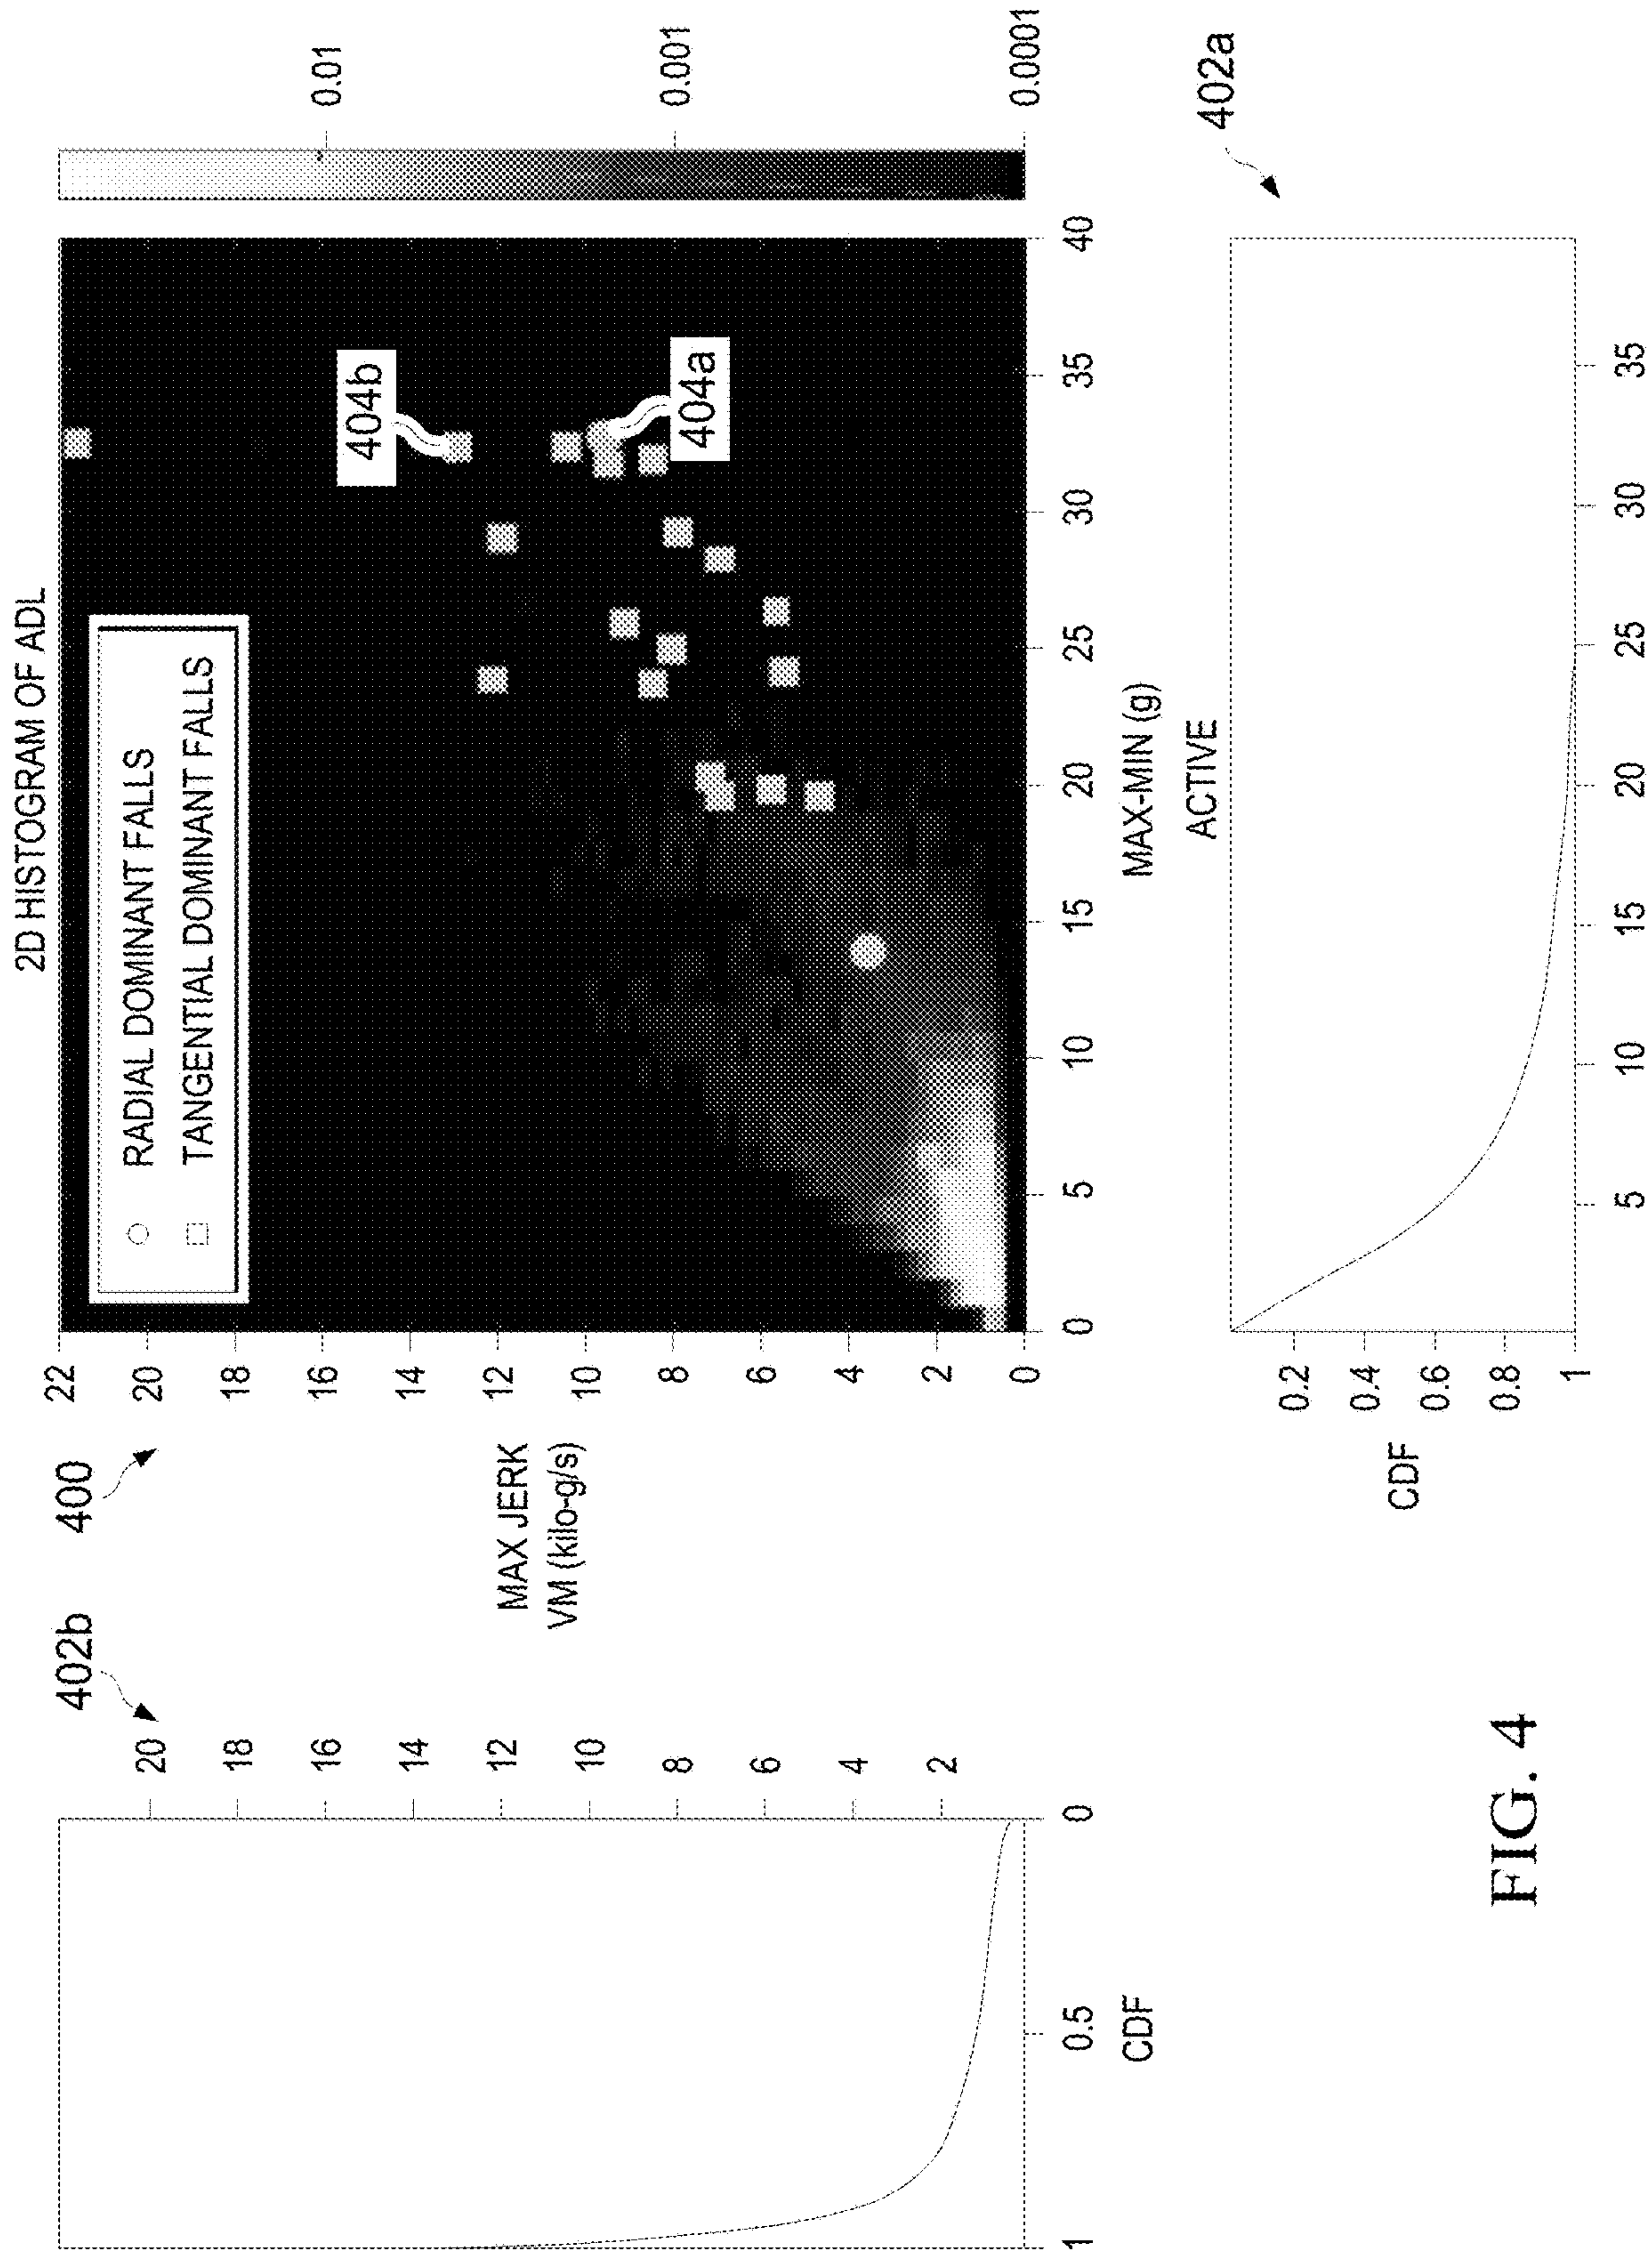 2D HISTOGRAM OF ADL
402b
400
RADIAL DOMINANT FALLS
TANGENTIAL DOMINANT FALLS
404b
404a
MAX JERK
VM (kilo-g/s)
22
20
18
16
14
12
10
8
6
4
2
0
0 5 10 15 20 25 30 35 40
MAX-MIN (g)
0.01
0.001
0.0001
20
18
16
14
12
10
8
6
4
2
1 0.5 0
CDF
ACTIVE
402a
CDF
0.2
0.4
0.6
0.8
1
5 10 15 20 25 30 35
FIG. 4